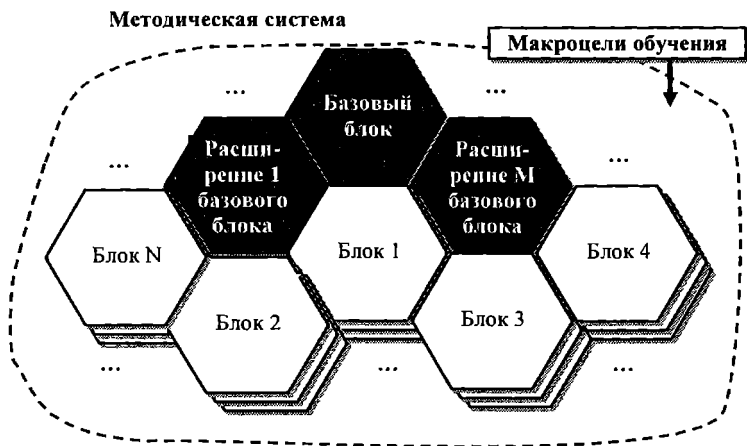 Методическая система
Макроцели обучения
...
...
Базовый
блок
...
Расши-
рение 1
базового
блока
Расши-
рение М
базового
блока
...
Блок N
Блок 1
Блок 4
Блок 2
Блок 3
...
...
...